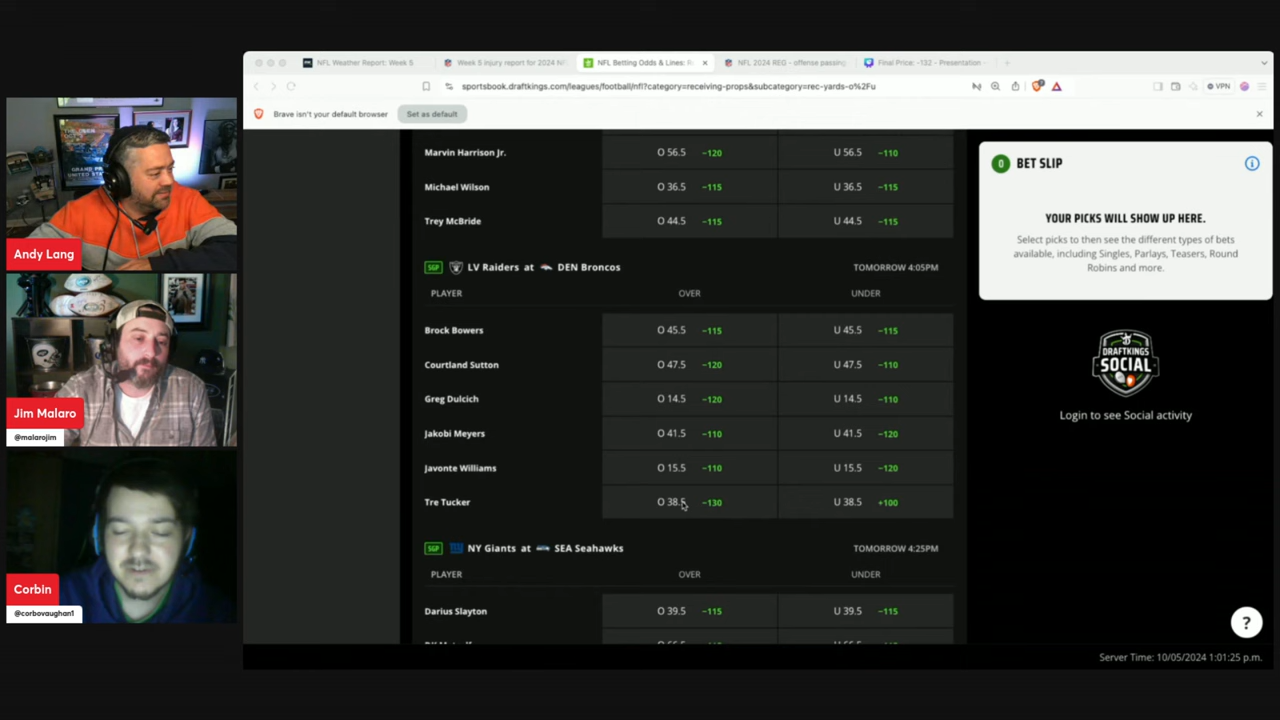 NFL Weather Report: Week 5
Week 5 injury report for 2024 NF
NFL Betting Odds & Lines: R
NFL 2024 REG - offense passing
Final Price: -132 - Presentation -
sportsbook.draftkings.com/leagues/football/nfl?category=receiving-props&subcategory=rec-yards-o%2Fu
VPN
Brave isn't your default browser
Set as default
Marvin Harrison Jr. O 56.5 −120 U 56.5 −110
Michael Wilson O 36.5 −115 U 36.5 −115
Trey McBride O 44.5 −115 U 44.5 −115
SGP LV Raiders at DEN Broncos TOMORROW 4:05PM
PLAYER OVER UNDER
Brock Bowers O 45.5 −115 U 45.5 −115
Courtland Sutton O 47.5 −120 U 47.5 −110
Greg Dulcich O 14.5 −120 U 14.5 −110
Jakobi Meyers O 41.5 −110 U 41.5 −120
Javonte Williams O 15.5 −110 U 15.5 −120
Tre Tucker O 38.5 −130 U 38.5 +100
SGP NY Giants at SEA Seahawks TOMORROW 4:25PM
PLAYER OVER UNDER
Darius Slayton O 39.5 −115 U 39.5 −115
0 BET SLIP
YOUR PICKS WILL SHOW UP HERE.
Select picks to then see the different types of bets
available, including Singles, Parlays, Teasers, Round
Robins and more.
DRAFTKINGS
SOCIAL
Login to see Social activity
?
Server Time: 10/05/2024 1:01:25 p.m.
Andy Lang
Jim Malaro
@malarojim
Corbin
@corbovaughan1